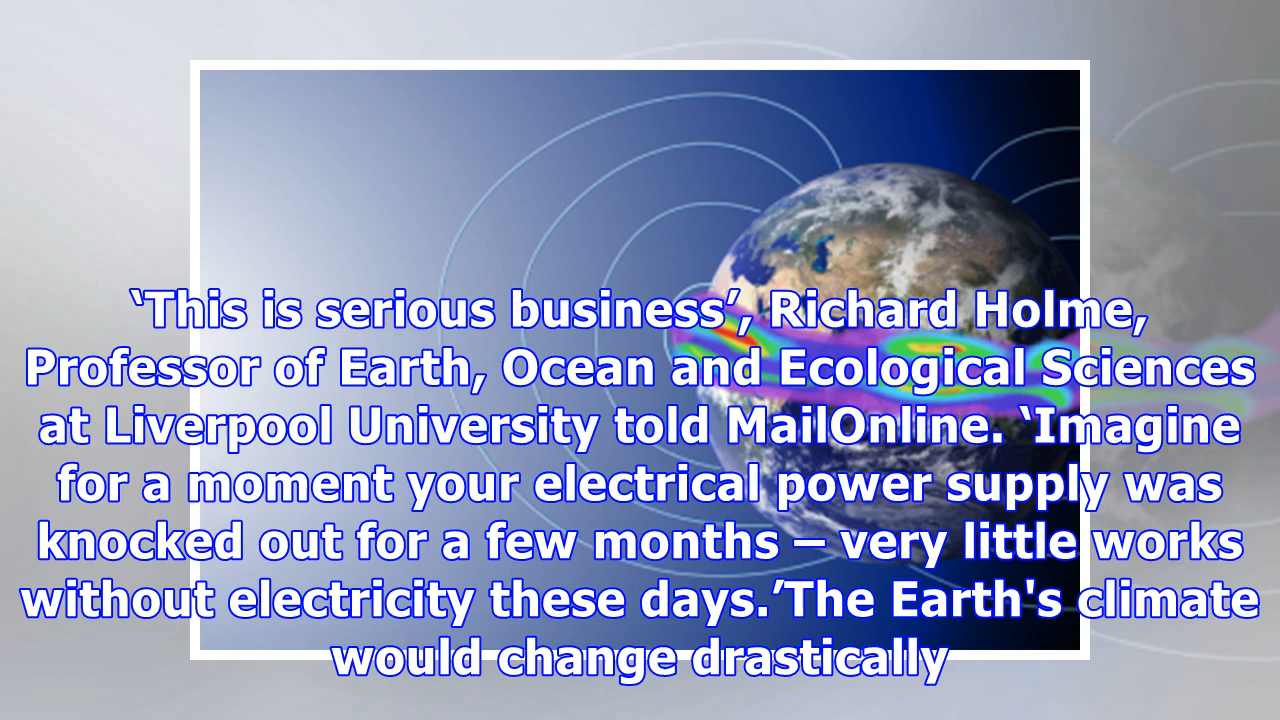 ‘This is serious business’, Richard Holme,
Professor of Earth, Ocean and Ecological Sciences
at Liverpool University told MailOnline. ‘Imagine
for a moment your electrical power supply was
knocked out for a few months – very little works
without electricity these days.’The Earth's climate
would change drastically